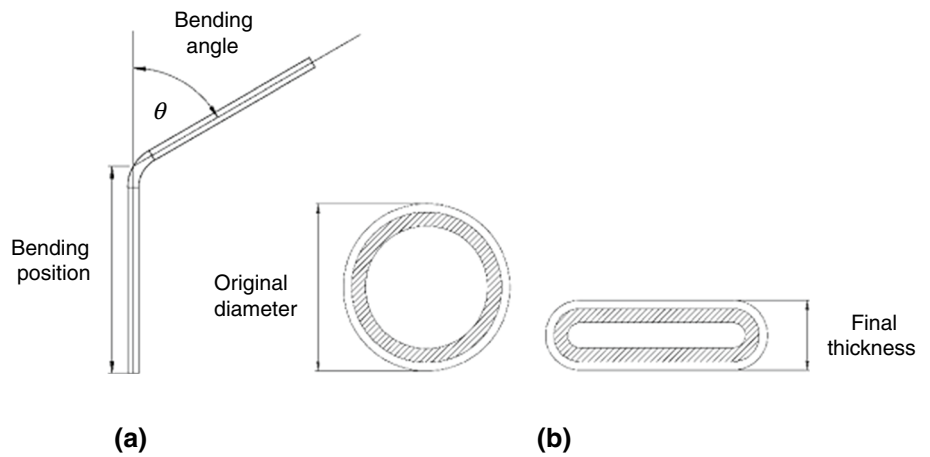 Bending
angle
θ
Bending
position
Original
diameter
Final
thickness
(a)
(b)